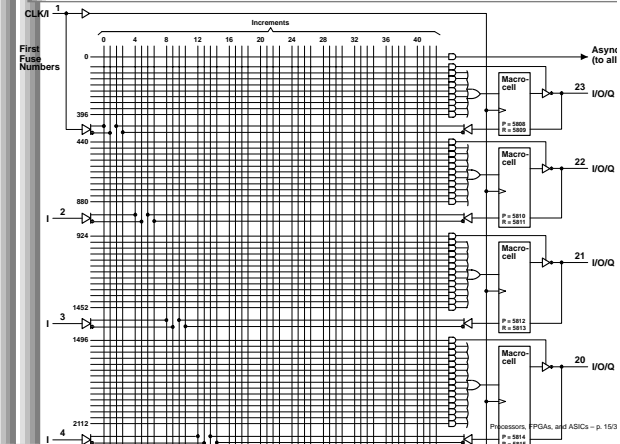 CLK/I 1
Increments
First
Fuse
Numbers
0 4 8 12 16 20 24 28 32 36 40
0
Async
(to all
Macro-
cell
23 I/O/Q
396
P = 5808
R = 5809
440
Macro-
cell
22 I/O/Q
880
P = 5810
R = 5811
I 2
924
Macro-
cell
21 I/O/Q
1452
P = 5812
R = 5813
I 3
1496
Macro-
cell
20 I/O/Q
2112
Processors, FPGAs, and ASICs – p. 15/3
I 4
P = 5814
R = 5815